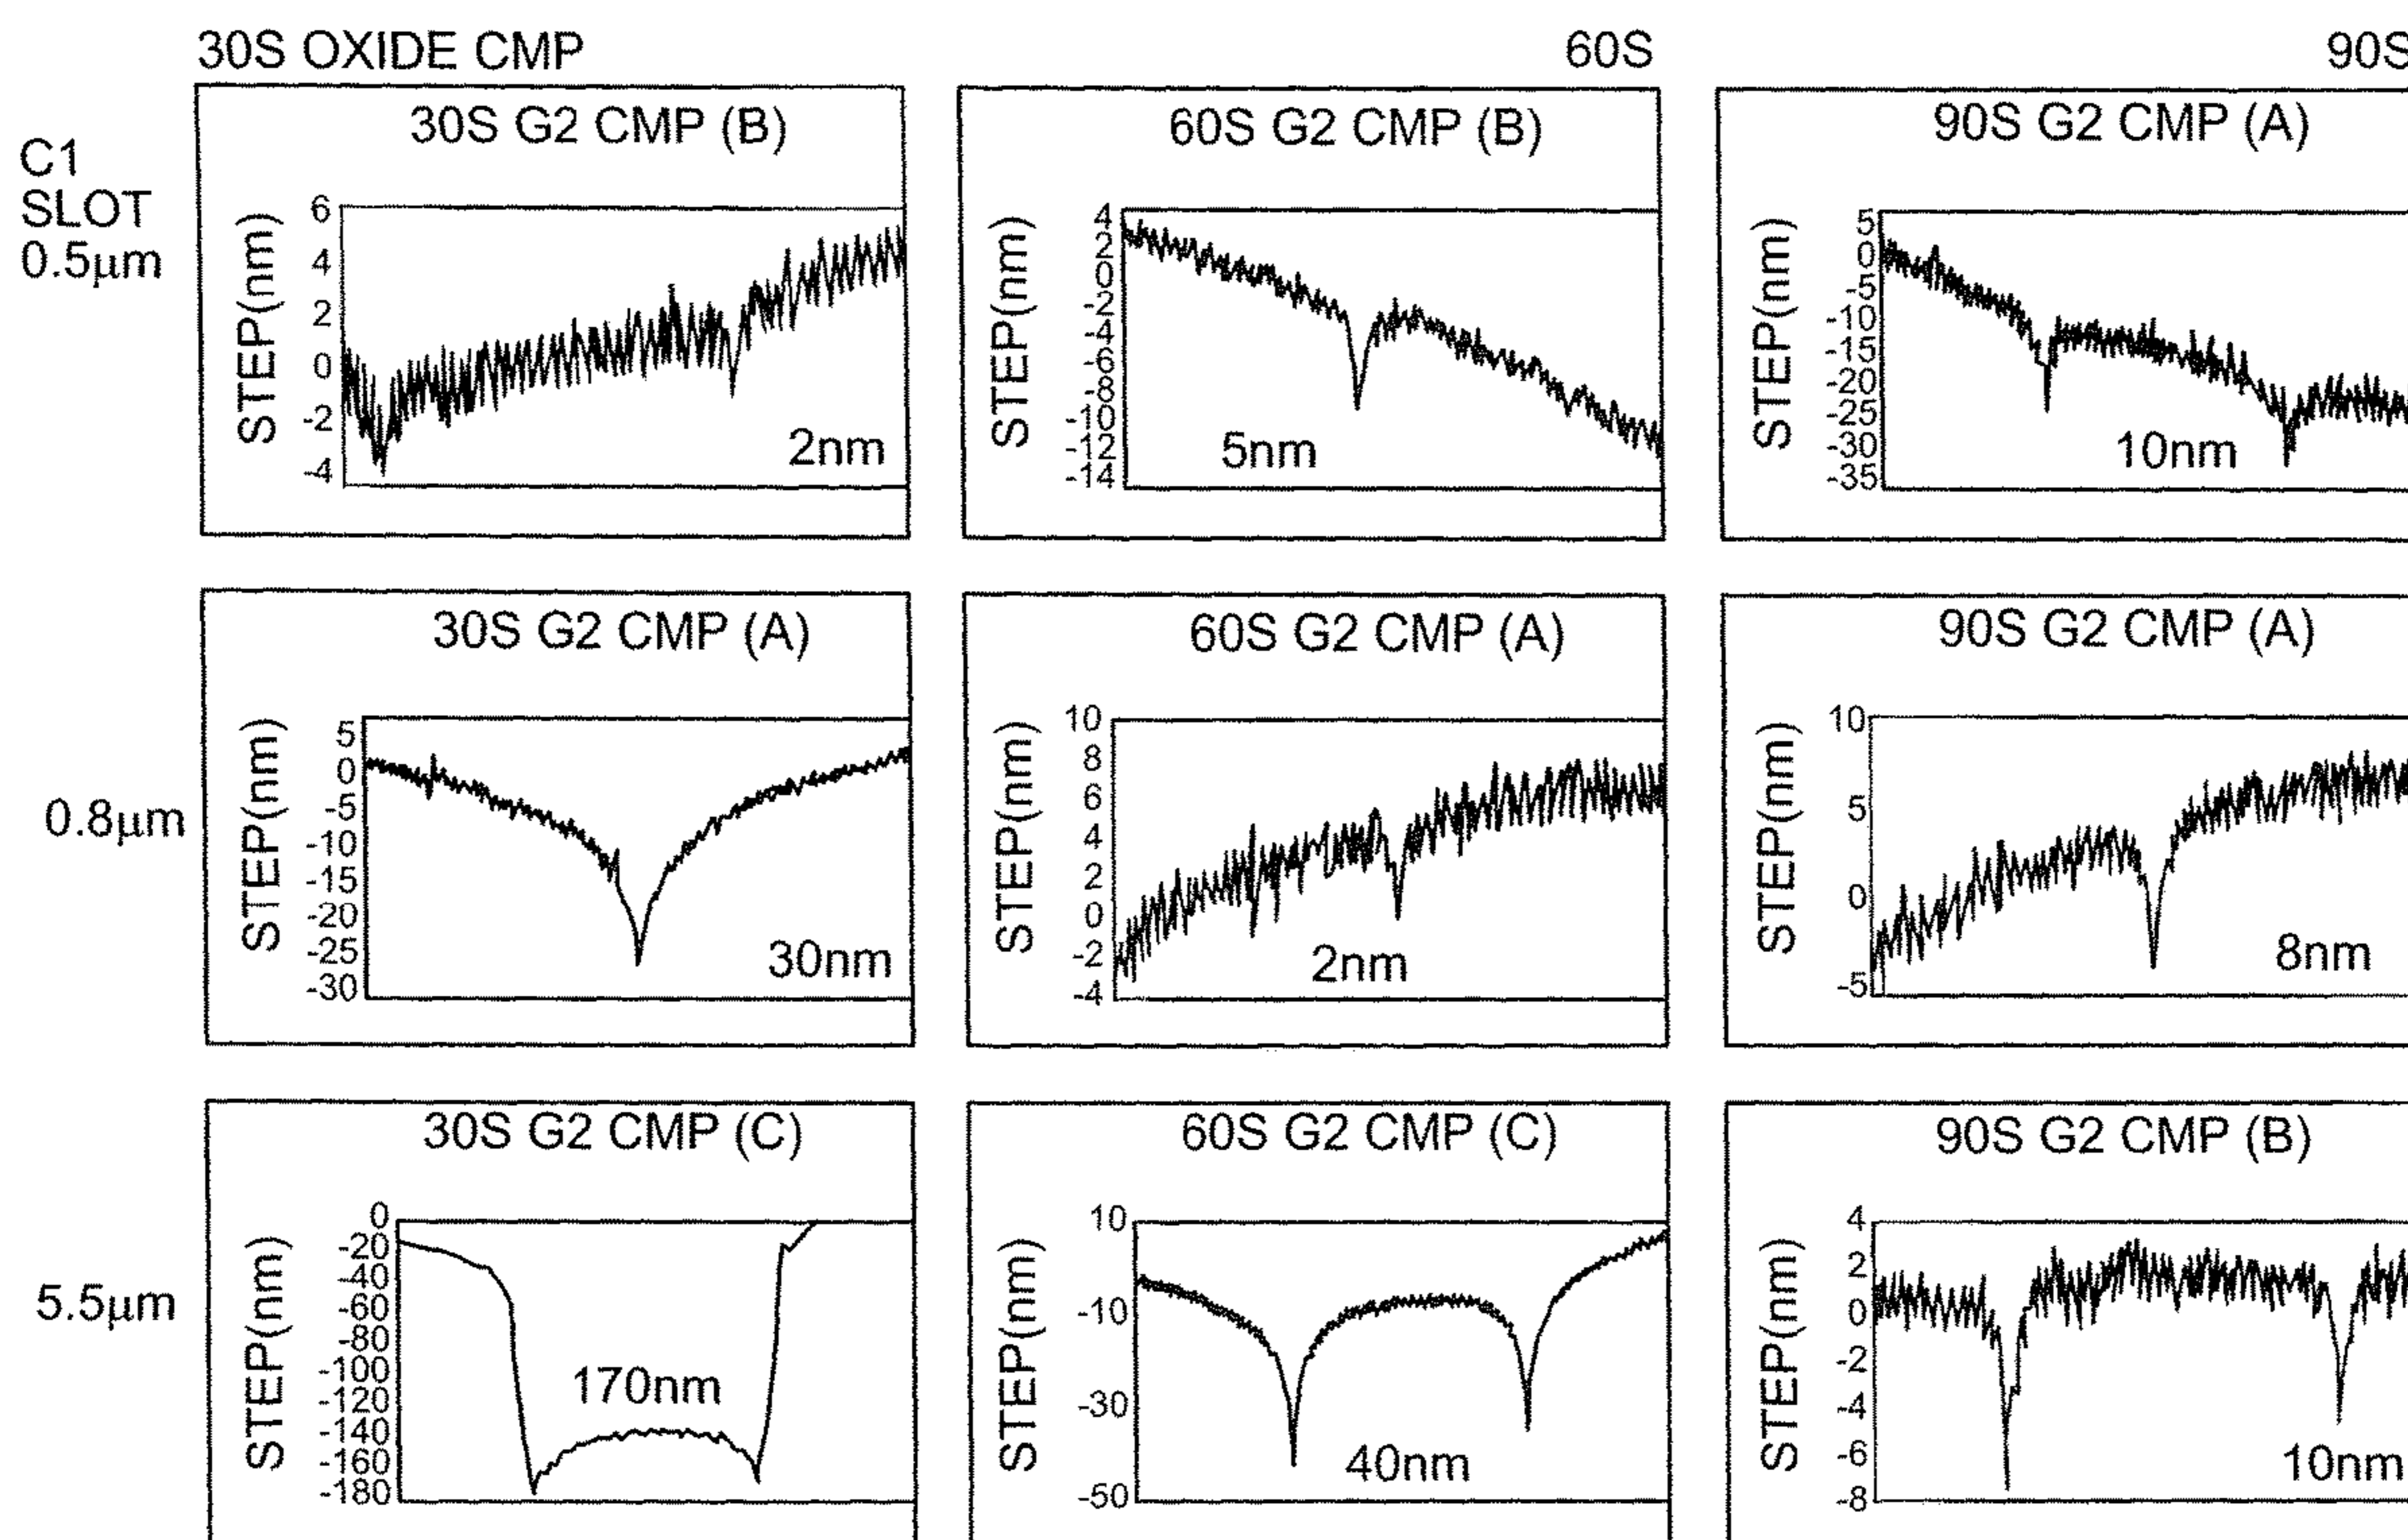 30S OXIDE CMP
60S
90S
C1
SLOT
0.5μm
30S G2 CMP (B)
STEP(nm)
6
4
2
0
-2
-4
2nm
60S G2 CMP (B)
STEP(nm)
4
2
0
-2
-4
-6
-8
-10
-12
-14
5nm
90S G2 CMP (A)
STEP(nm)
5
0
-5
-10
-15
-20
-25
-30
-35
10nm
0.8μm
30S G2 CMP (A)
STEP(nm)
5
0
-5
-10
-15
-20
-25
-30
30nm
60S G2 CMP (A)
STEP(nm)
10
8
6
4
2
0
-2
-4
2nm
90S G2 CMP (A)
STEP(nm)
10
5
0
-5
8nm
5.5μm
30S G2 CMP (C)
STEP(nm)
0
-20
-40
-60
-80
-100
-120
-140
-160
-180
170nm
60S G2 CMP (C)
STEP(nm)
10
-10
-30
-50
40nm
90S G2 CMP (B)
STEP(nm)
4
2
0
-2
-4
-6
-8
10nm